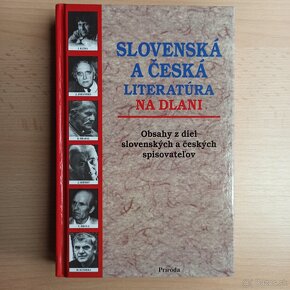 SLOVENSKÁ
A ČESKÁ
LITERATÚRA
NA DLANI
Obsahy z diel
slovenských a českých
spisovateľov
Príroda